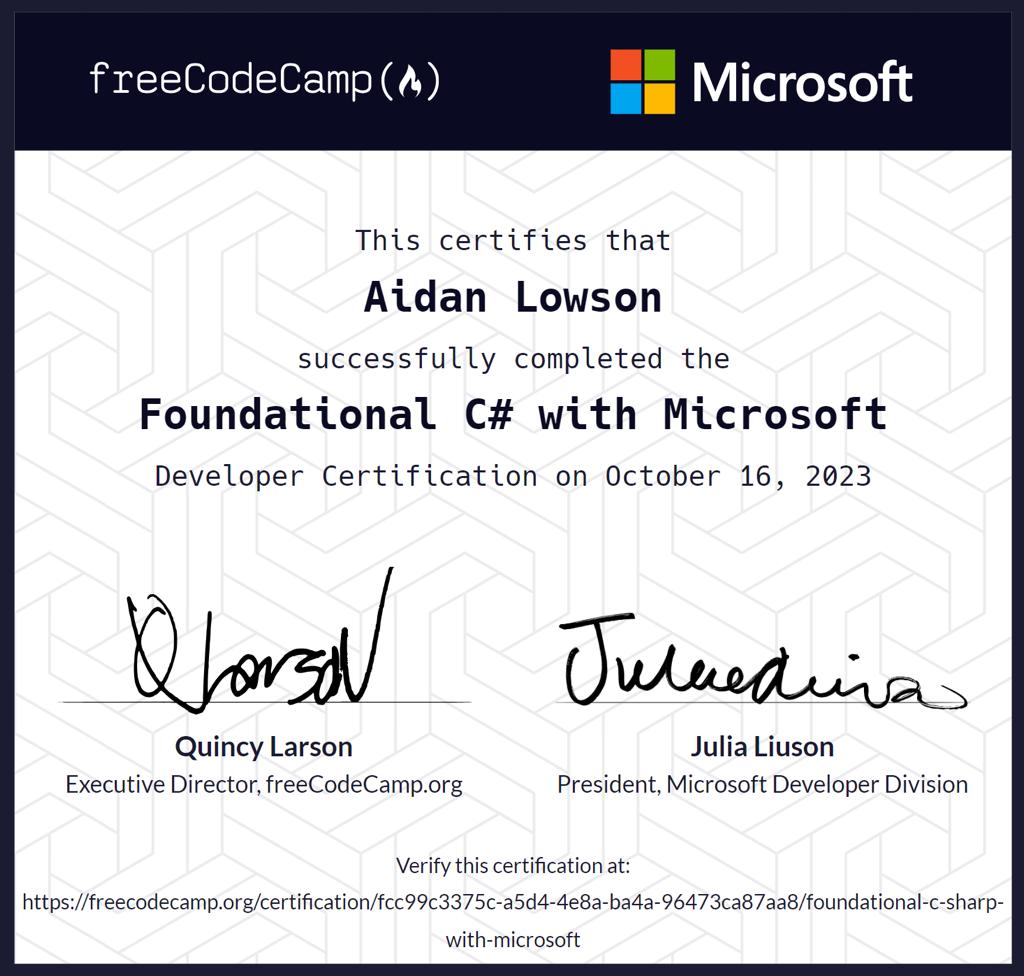 freeCodeCamp Microsoft
This certifies that
Aidan Lowson
successfully completed the
Foundational C# with Microsoft
Developer Certification on October 16, 2023
Quincy Larson Julia Liuson
Executive Director, freeCodeCamp.org President, Microsoft Developer Division
Verify this certification at:
https://freecodecamp.org/certification/fcc99c3375c-a5d4-4e8a-ba4a-96473ca87aa8/foundational-c-sharp-
with-microsoft